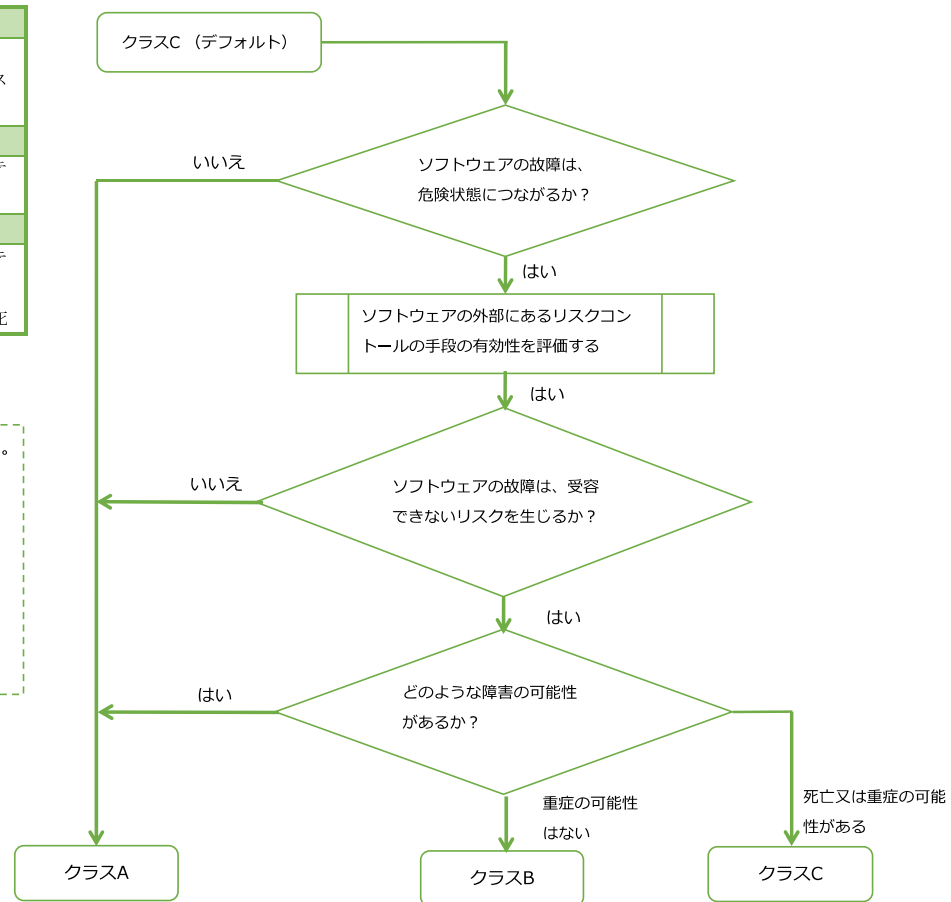 クラスC （デフォルト）
ス
いいえ
ソフトウェアの故障は、
危険状態につながるか？
テ
はい
テ
ソフトウェアの外部にあるリスクコン
トールの手段の有効性を評価する
死
はい
。
いいえ
ソフトウェアの故障は、受容
できないリスクを生じるか？
はい
はい
どのような障害の可能性
があるか？
重症の可能性
はない
死亡又は重症の可能
性がある
クラスA
クラスB
クラスC